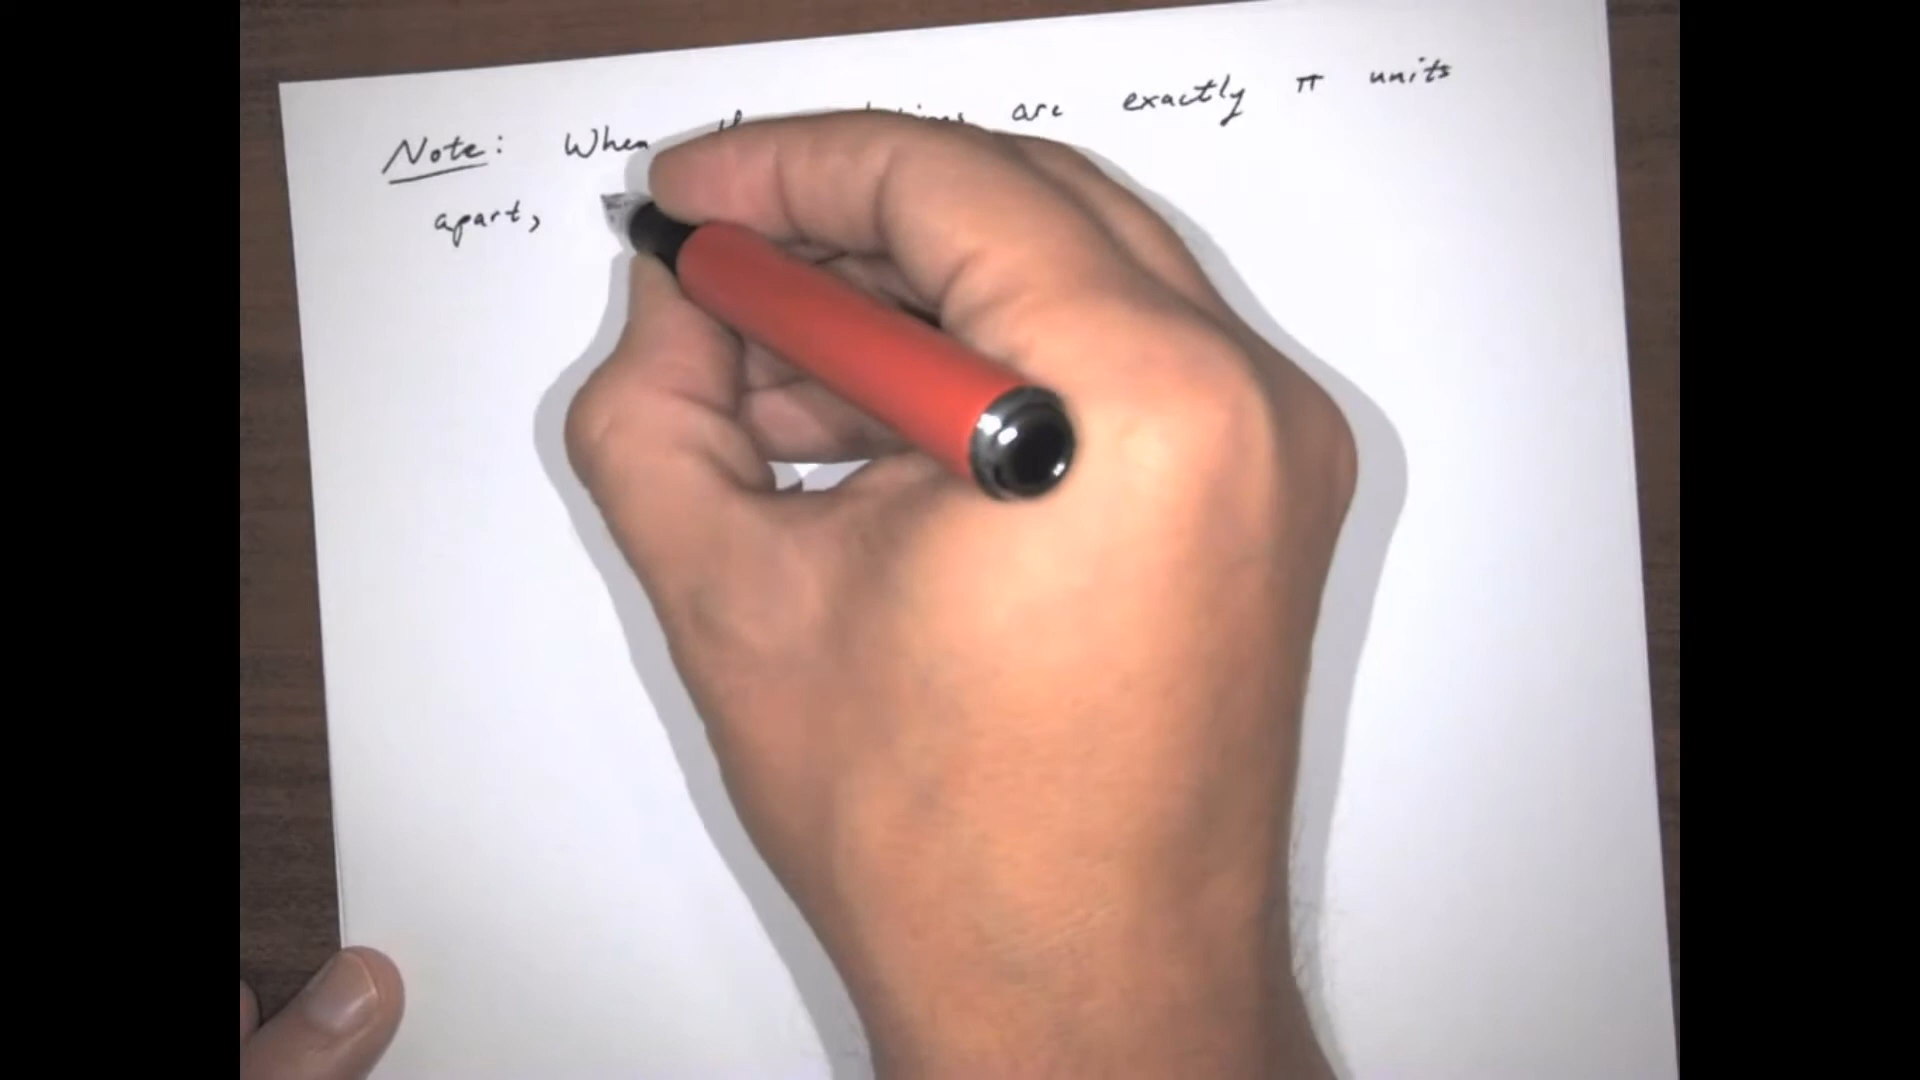 Note: When are exactly π units
apart,